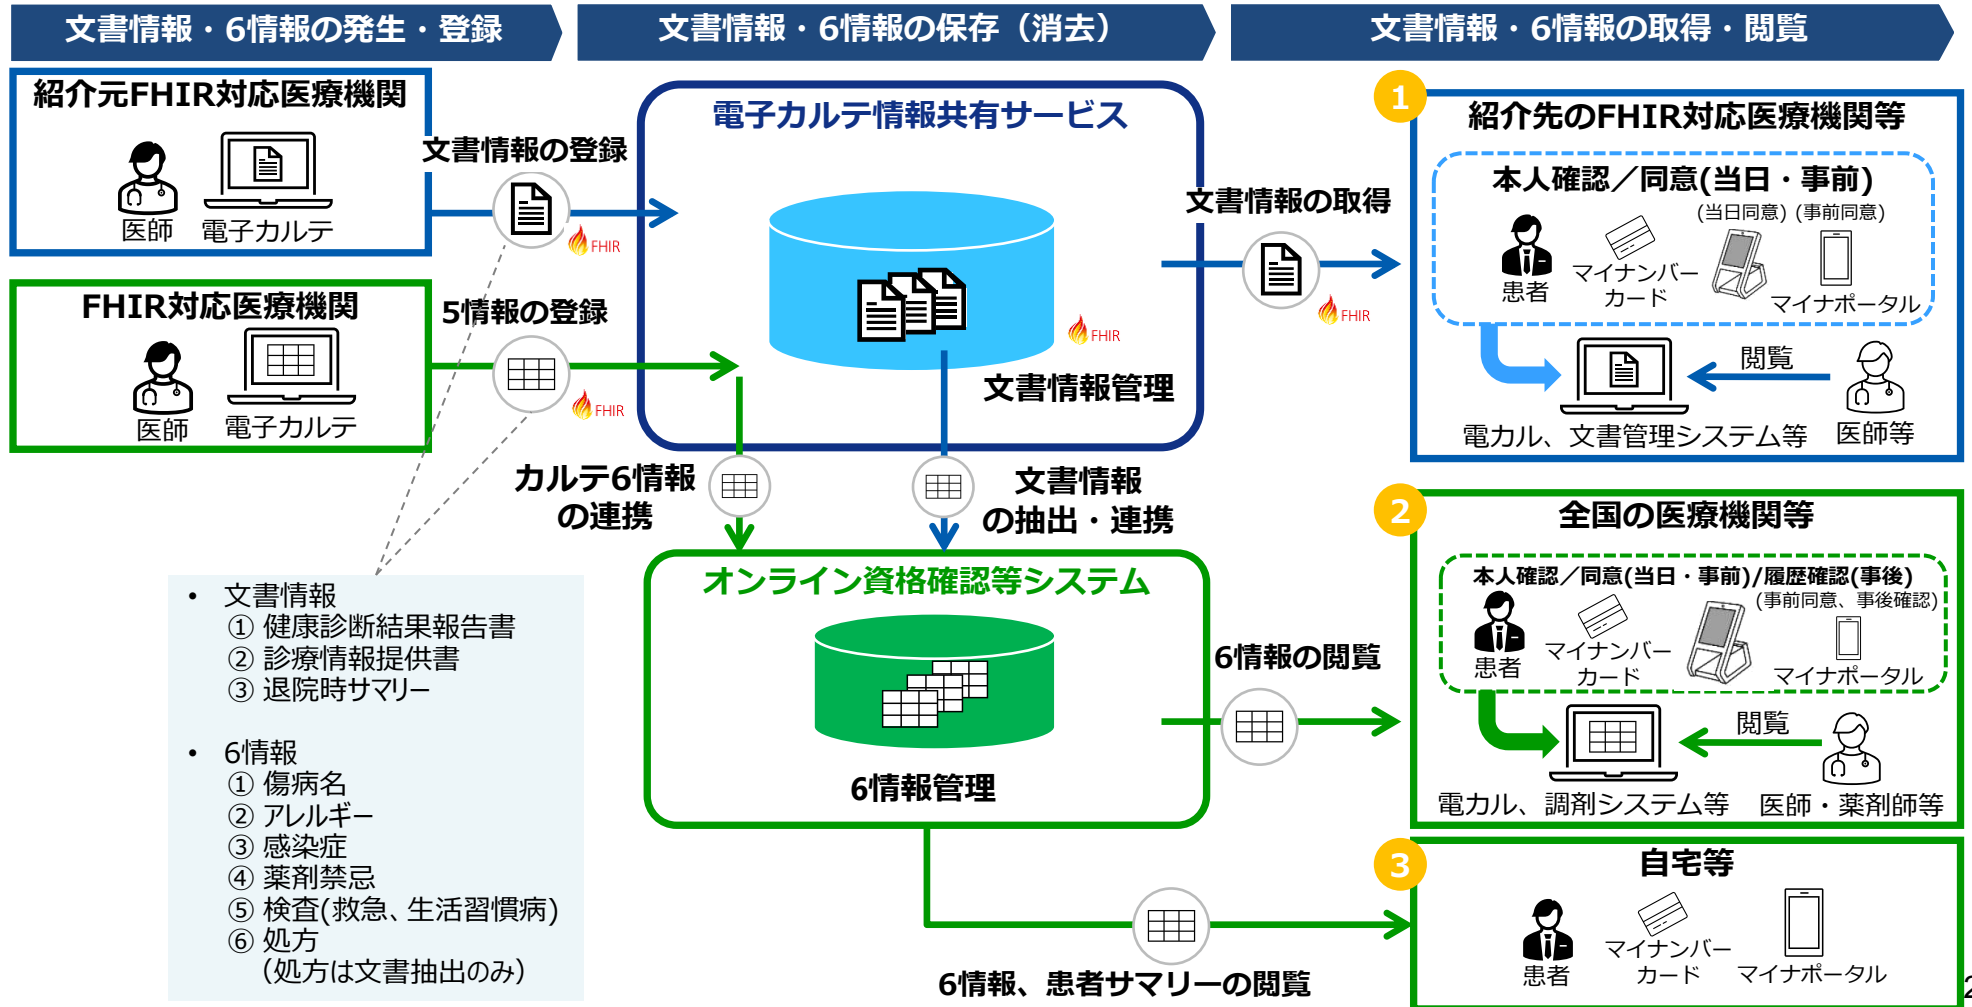 文書情報・6情報の発生・登録
文書情報・6情報の保存（消去）
文書情報・6情報の取得・閲覧
紹介元FHIR対応医療機関
医師
電子カルテ
文書情報の登録
FHIR
FHIR対応医療機関
医師
電子カルテ
5情報の登録
FHIR
電子カルテ情報共有サービス
FHIR
文書情報管理
文書情報の取得
FHIR
カルテ6情報
の連携
文書情報
の抽出・連携
オンライン資格確認等システム
6情報管理
6情報の閲覧
6情報、患者サマリーの閲覧
• 文書情報
① 健康診断結果報告書
② 診療情報提供書
③ 退院時サマリー
• 6情報
① 傷病名
② アレルギー
③ 感染症
④ 薬剤禁忌
⑤ 検査(救急、生活習慣病)
⑥ 処方
（処方は文書抽出のみ）
1
紹介先のFHIR対応医療機関等
本人確認／同意(当日・事前)
(当日同意) (事前同意)
患者
マイナンバー
カード
マイナポータル
閲覧
電カル、文書管理システム等
医師等
2
全国の医療機関等
本人確認／同意(当日・事前)/履歴確認(事後)
(事前同意、事後確認)
患者
マイナンバー
カード
マイナポータル
閲覧
電カル、調剤システム等
医師・薬剤師等
3
自宅等
患者
マイナンバー
カード
マイナポータル